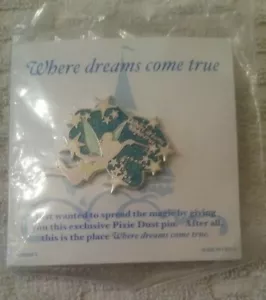 Where dreams come true
just wanted to spread the magic by giving
you this exclusive Pixie Dust pin. After all,
this is the place Where dreams come true.